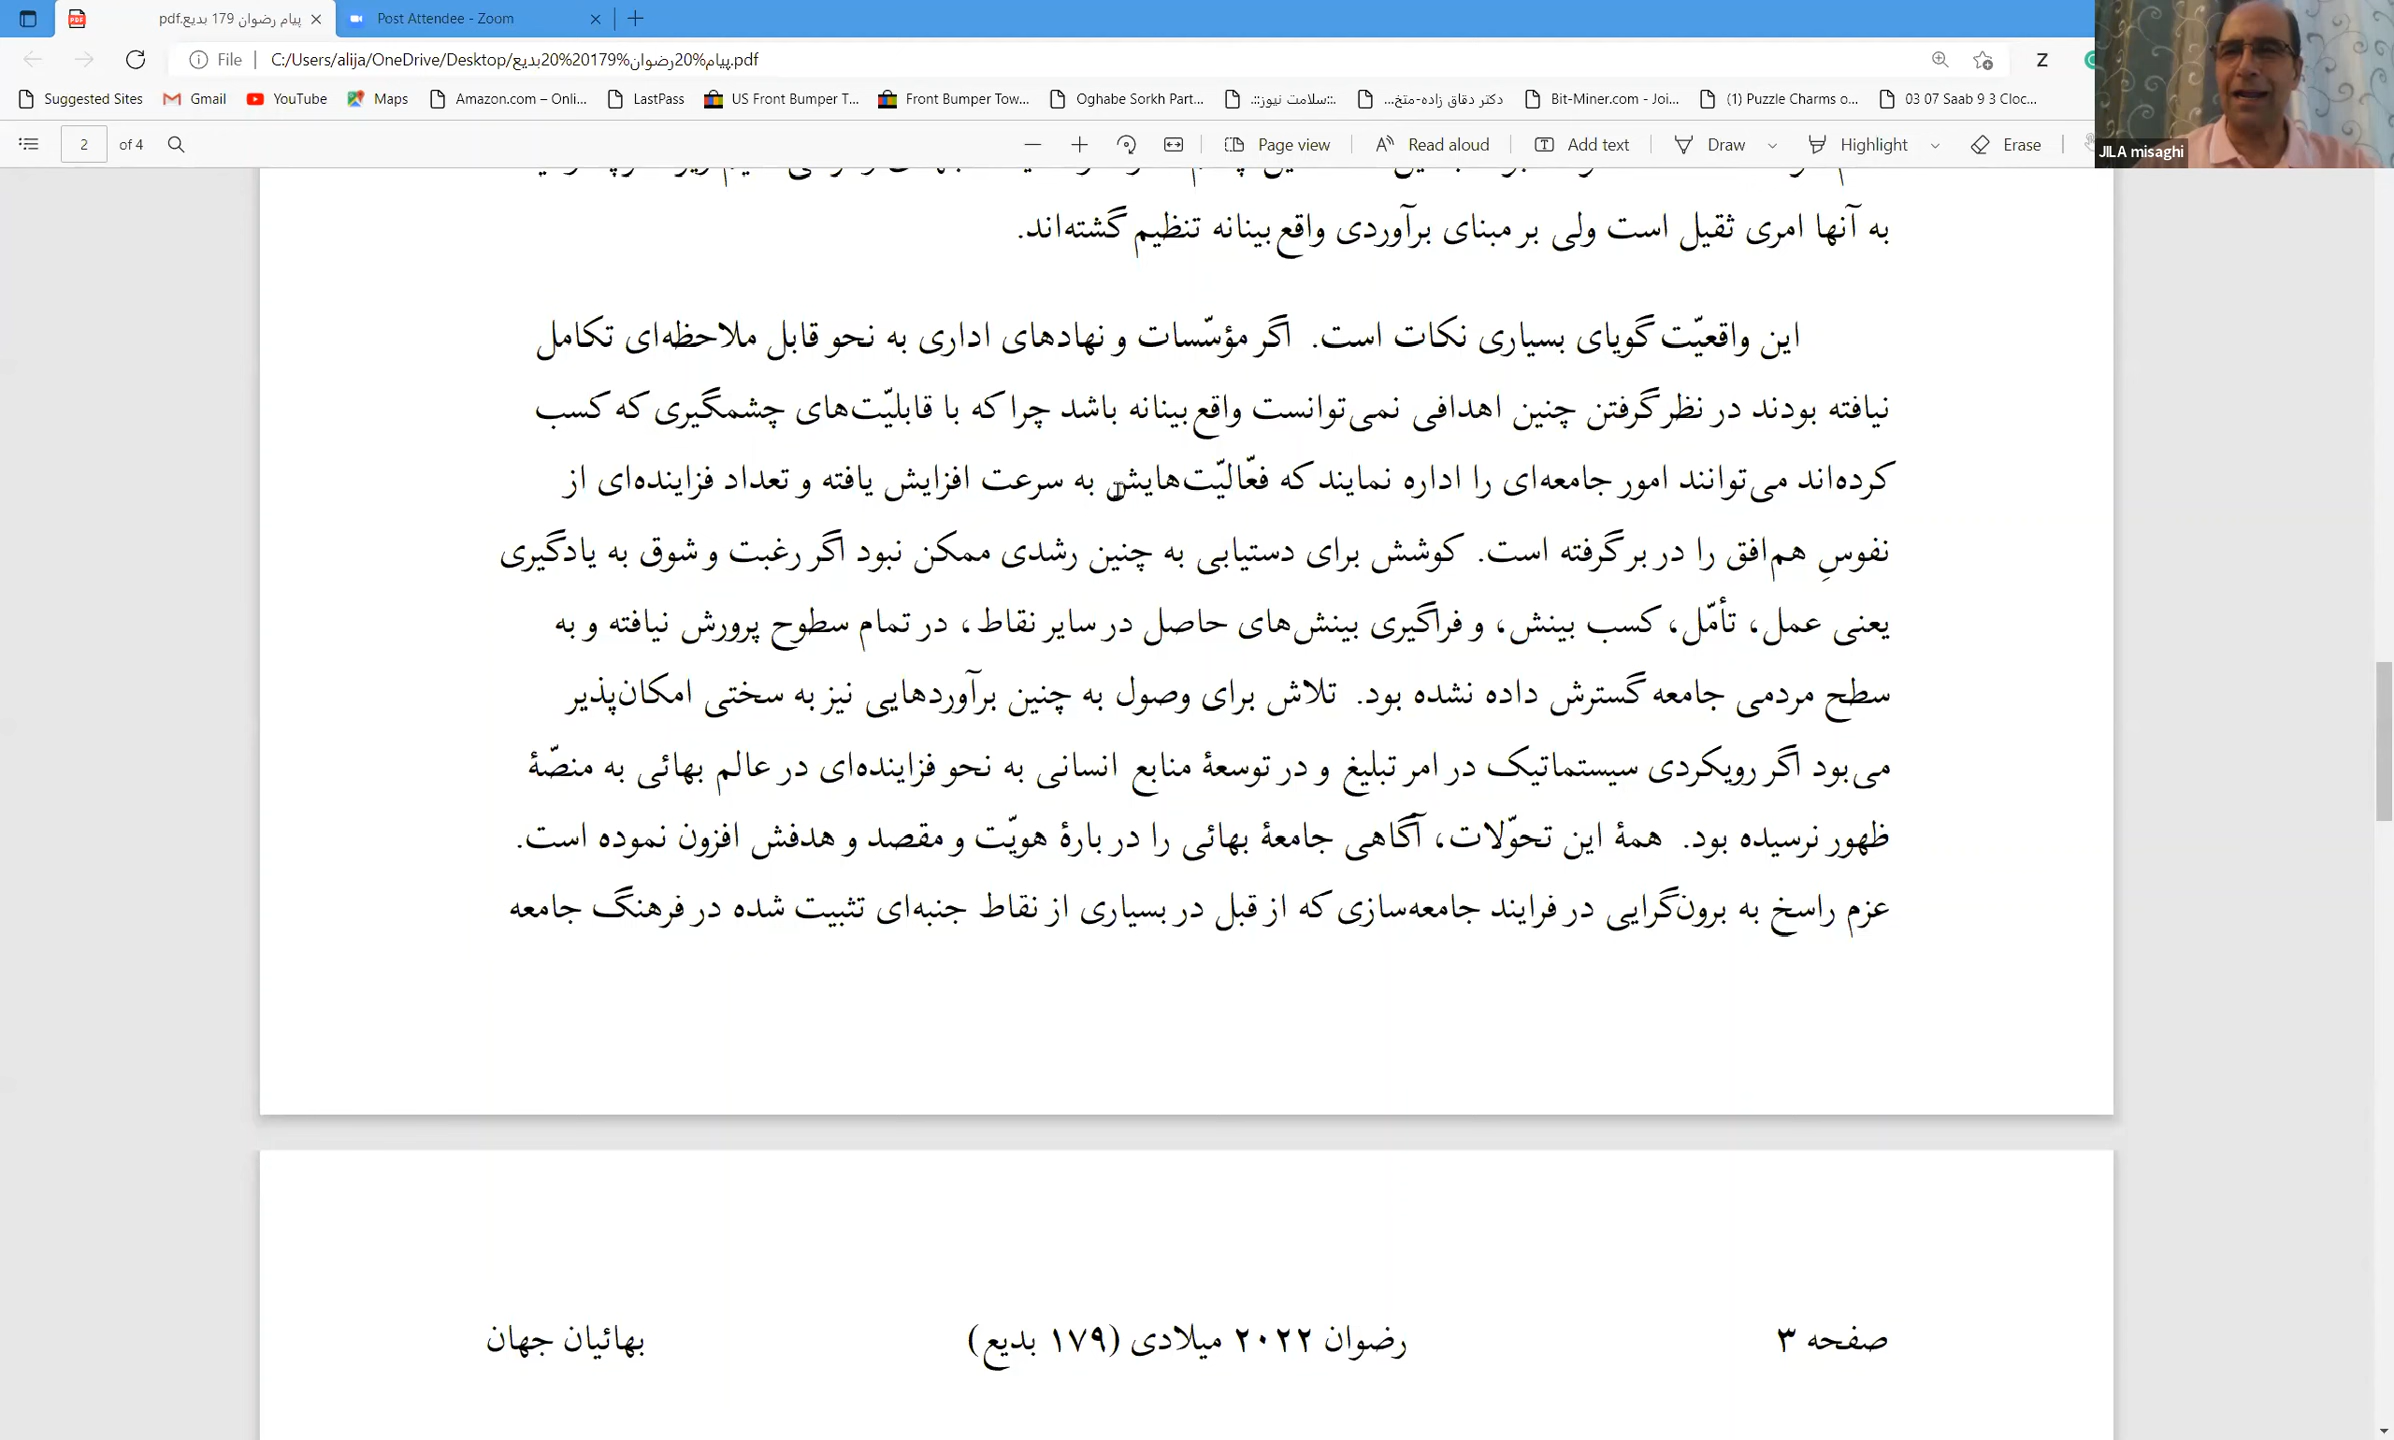 پیام رضوان 179 بدیع.pdf
Post Attendee - Zoom
File
C:/Users/alija/OneDrive/Desktop/پیام%20رضوان%20179%20بدیع.pdf
Z
Suggested Sites
Gmail
YouTube
Maps
Amazon.com – Onli...
LastPass
US Front Bumper T...
Front Bumper Tow...
Oghabe Sorkh Part...
.::سلامت نیوز::.
دکتر دقاق زاده-متخ...
Bit-Miner.com - Joi...
(1) Puzzle Charms o...
03 07 Saab 9 3 Cloc...
2 of 4
Page view
Read aloud
Add text
Draw
Highlight
Erase
JILA misaghi
به آنها امری ثقیل است ولی بر مبنای برآوردی واقع‌بینانه تنظیم گشته‌اند.
این واقعیّت گویای بسیاری نکات است. اگر مؤسّسات و نهادهای اداری به نحو قابل ملاحظه‌ای تکامل
نیافته بودند در نظر گرفتن چنین اهدافی نمی‌توانست واقع‌بینانه باشد چرا که با قابلیّت‌های چشمگیری که کسب
کرده‌اند می‌توانند امور جامعه‌ای را اداره نمایند که فعّالیّت‌هایش به سرعت افزایش یافته و تعداد فزاینده‌ای از
نفوسِ هم‌افق را در بر گرفته است. کوشش برای دستیابی به چنین رشدی ممکن نبود اگر رغبت و شوق به یادگیری
یعنی عمل، تأمّل، کسب بینش، و فراگیری بینش‌های حاصل در سایر نقاط، در تمام سطوح پرورش نیافته و به
سطح مردمی جامعه گسترش داده نشده بود. تلاش برای وصول به چنین برآوردهایی نیز به سختی امکان‌پذیر
می‌بود اگر رویکردی سیستماتیک در امر تبلیغ و در توسعهٔ منابع انسانی به نحو فزاینده‌ای در عالم بهائی به منصّهٔ
ظهور نرسیده بود. همهٔ این تحوّلات، آگاهی جامعهٔ بهائی را در بارهٔ هویّت و مقصد و هدفش افزون نموده است.
عزم راسخ به برون‌گرایی در فرایند جامعه‌سازی که از قبل در بسیاری از نقاط جنبه‌ای تثبیت شده در فرهنگ جامعه
صفحه ۳
رضوان ۲۰۲۲ میلادی (۱۷۹ بدیع)
بهائیان جهان